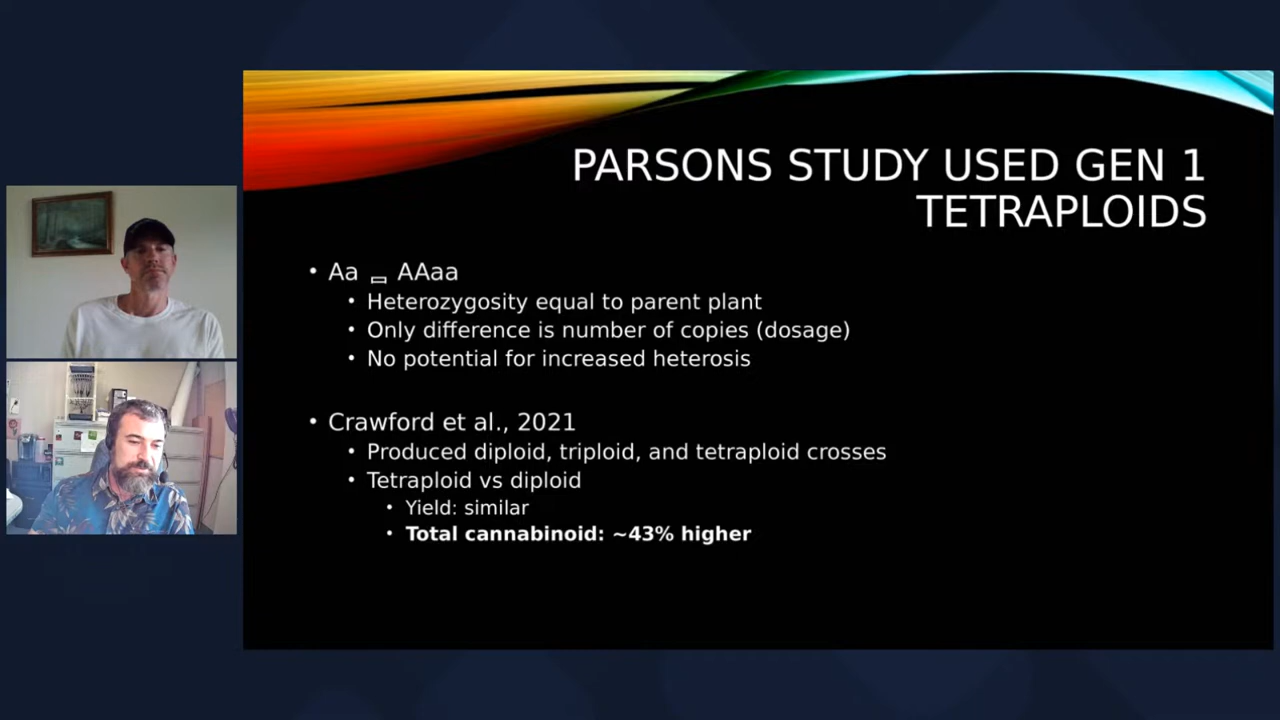 PARSONS STUDY USED GEN 1
TETRAPLOIDS
• Aa AAaa
• Heterozygosity equal to parent plant
• Only difference is number of copies (dosage)
• No potential for increased heterosis
• Crawford et al., 2021
• Produced diploid, triploid, and tetraploid crosses
• Tetraploid vs diploid
• Yield: similar
• Total cannabinoid: ~43% higher